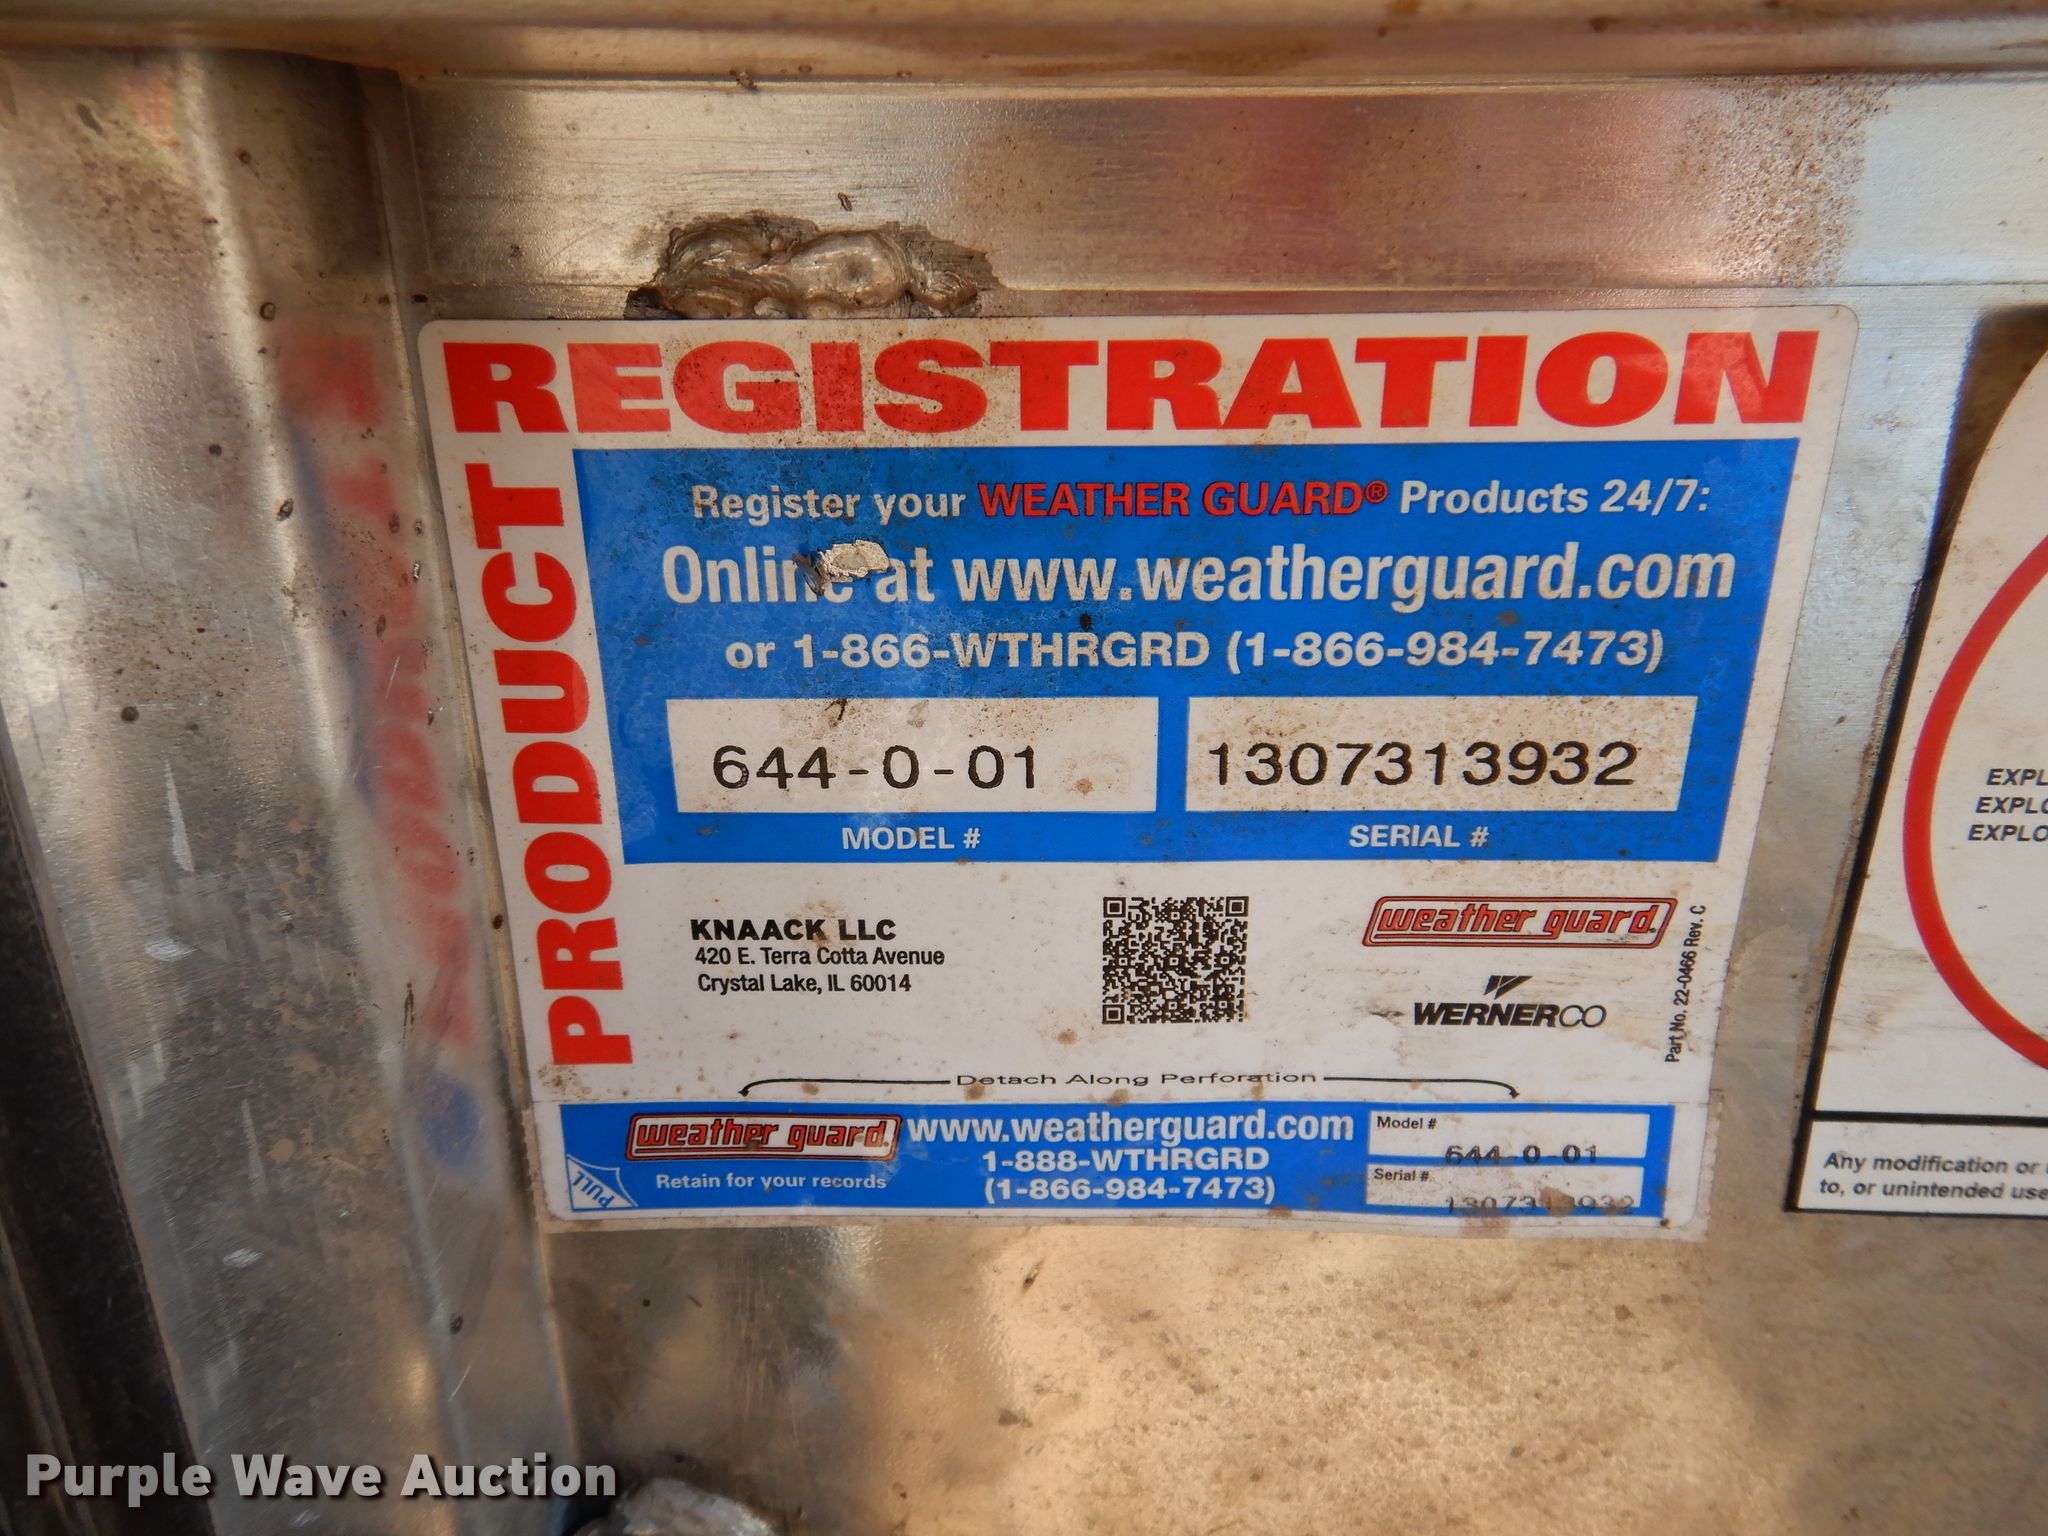 PRODUCT
REGISTRATION
Register your WEATHER GUARD® Products 24/7:
Online at www.weatherguard.com
or 1-866-WTHRGRD (1-866-984-7473)
644-0-01
1307313932
MODEL #
SERIAL #
KNAACK LLC
420 E. Terra Cotta Avenue
Crystal Lake, IL 60014
weather guard.
WERNERCO
Part No. 22-0466 Rev. C
Detach Along Perforation
PULL
weather guard.
Retain for your records
www.weatherguard.com
1-888-WTHRGRD
(1-866-984-7473)
Model #
644-0-01
Serial #
1307313932
EXPL
EXPLO
EXPLO
Any modification or
to, or unintended use
Purple Wave Auction